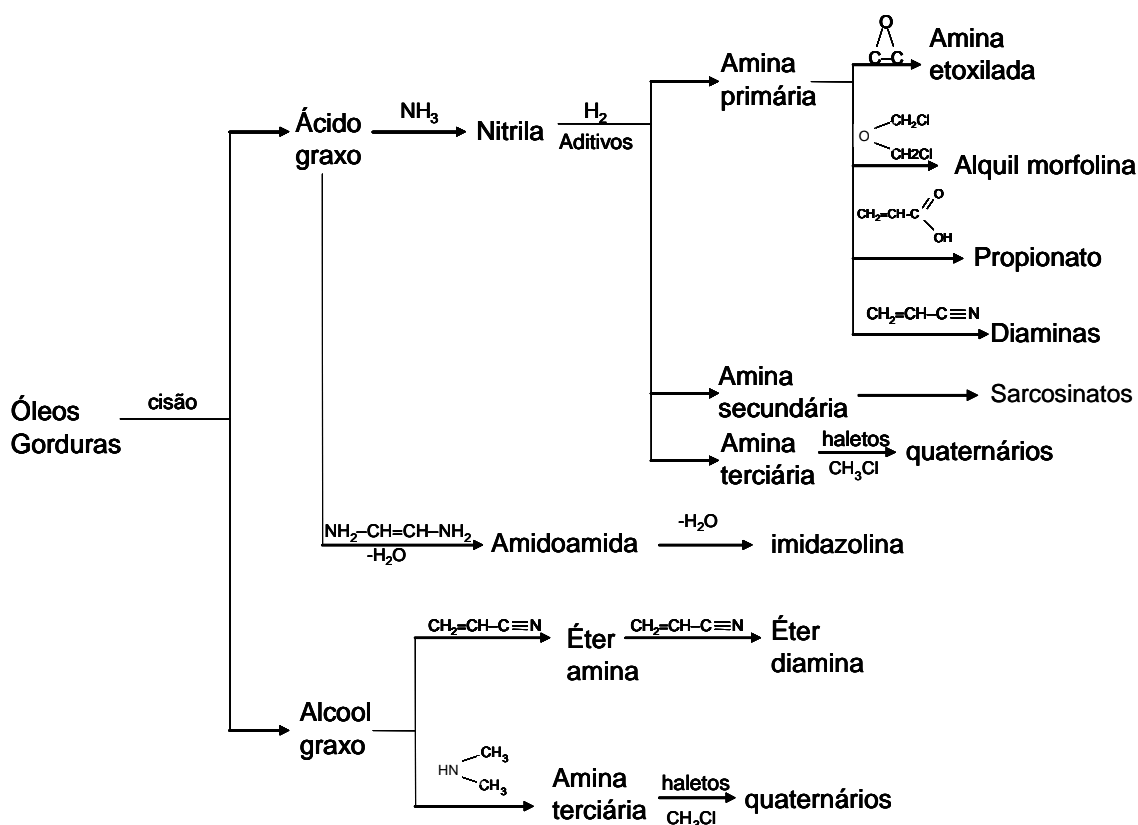 Óleos
Gorduras
cisão
Ácido
graxo
NH₃
Nitrila
H₂
Aditivos
Amina
primária
O
C–C
Amina
etoxilada
O
CH₂Cl
CH2Cl
Alquil morfolina
CH₂=CH-C
O
OH
Propionato
CH₂=CH–C≡N
Diaminas
Amina
secundária
Sarcosinatos
Amina
terciária
haletos
CH₃Cl
quaternários
NH₂–CH=CH–NH₂
-H₂O
Amidoamida
-H₂O
imidazolina
Alcool
graxo
CH₂=CH–C≡N
Éter
amina
CH₂=CH–C≡N
Éter
diamina
HN
CH₃
CH₃
Amina
terciária
haletos
CH₃Cl
quaternários